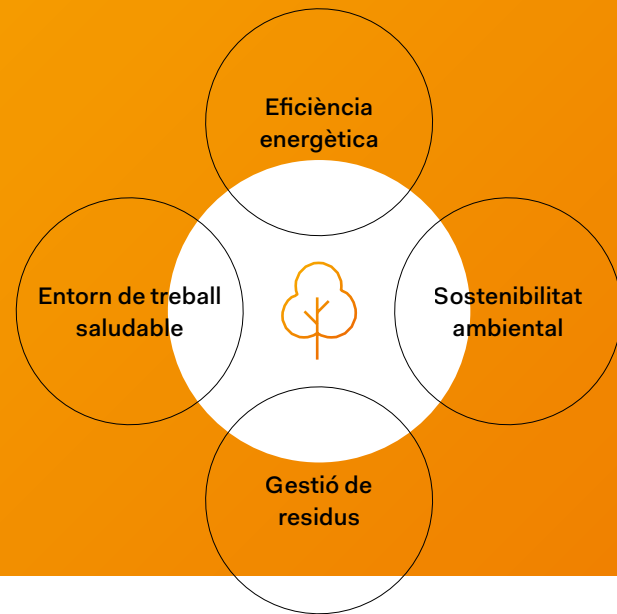 Eficiència
energètica
Entorn de treball
saludable
Sostenibilitat
ambiental
Gestió de
residus